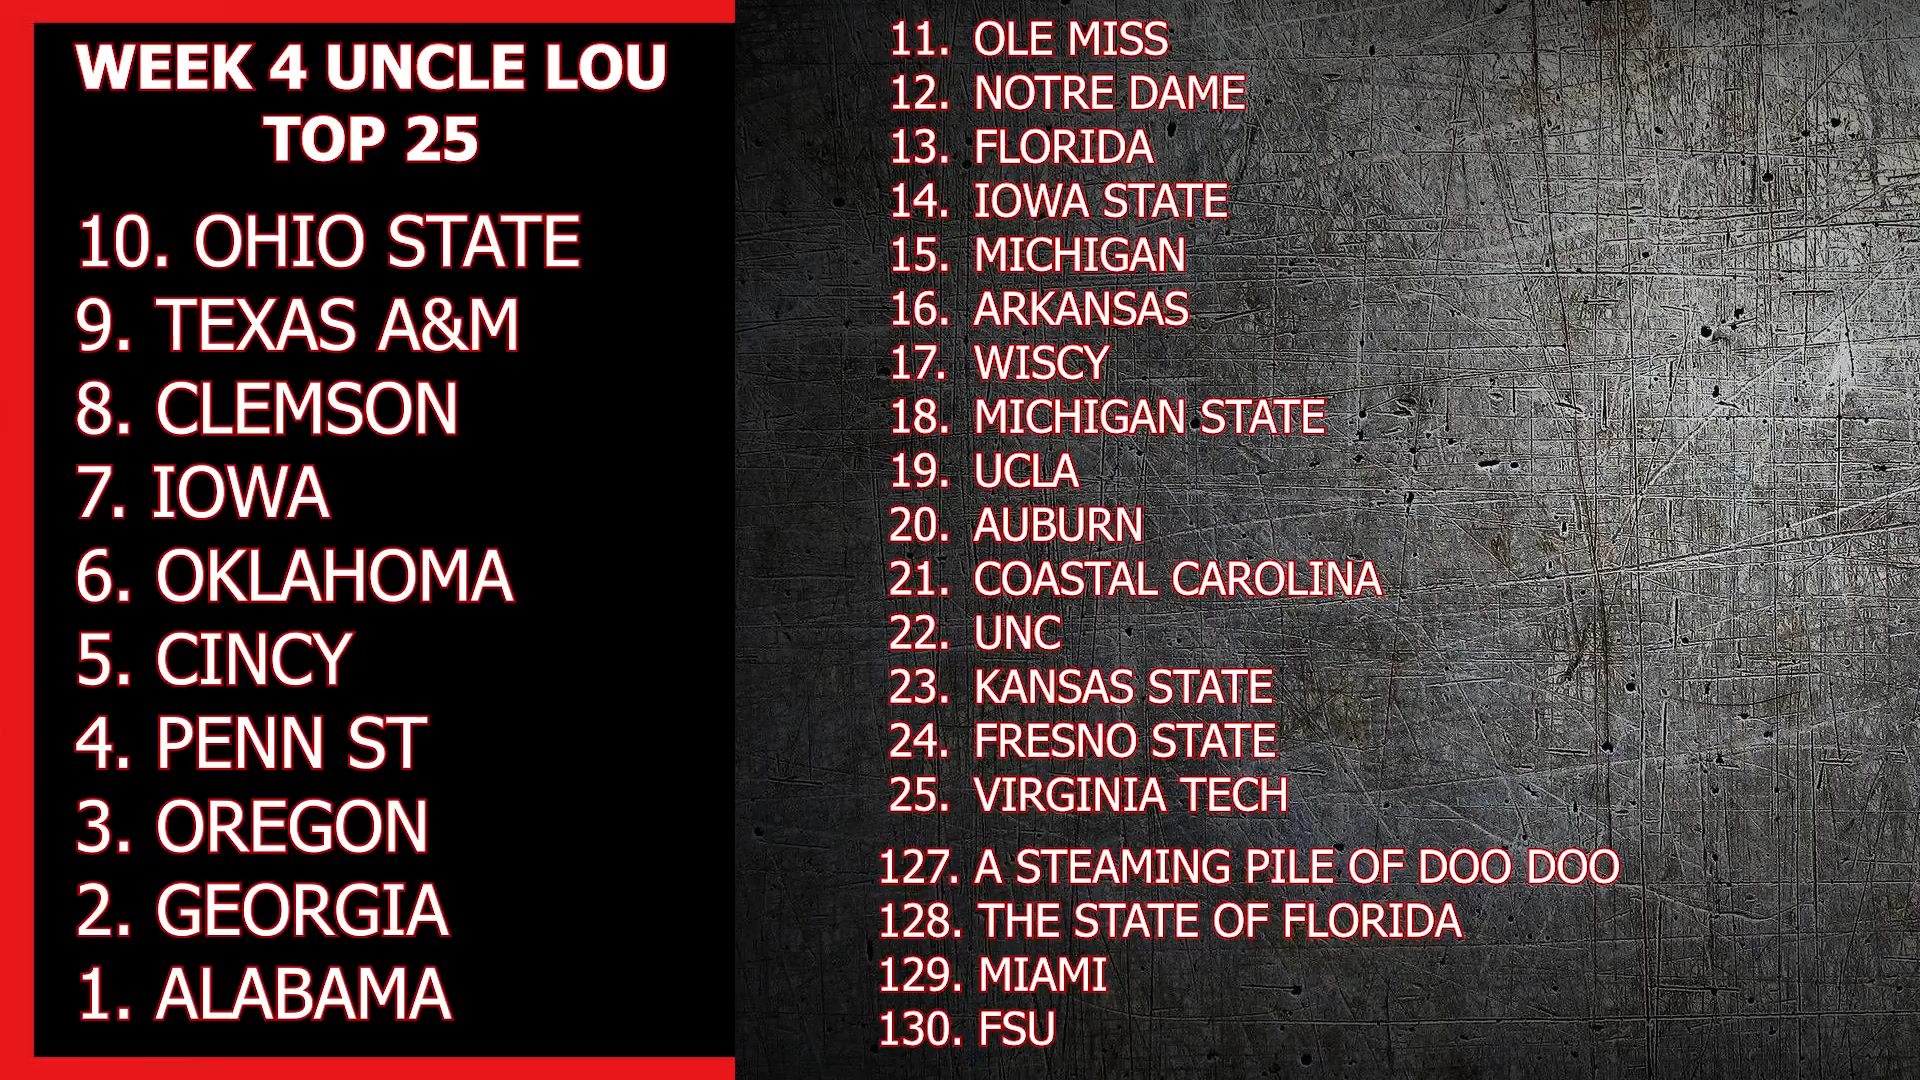 WEEK 4 UNCLE LOU
TOP 25
10. OHIO STATE
9. TEXAS A&M
8. CLEMSON
7. IOWA
6. OKLAHOMA
5. CINCY
4. PENN ST
3. OREGON
2. GEORGIA
1. ALABAMA
11. OLE MISS
12. NOTRE DAME
13. FLORIDA
14. IOWA STATE
15. MICHIGAN
16. ARKANSAS
17. WISCY
18. MICHIGAN STATE
19. UCLA
20. AUBURN
21. COASTAL CAROLINA
22. UNC
23. KANSAS STATE
24. FRESNO STATE
25. VIRGINIA TECH
127. A STEAMING PILE OF DOO DOO
128. THE STATE OF FLORIDA
129. MIAMI
130. FSU